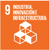 9 INDUSTRIA,
INNOVACIÓN E
INFRAESTRUCTURA